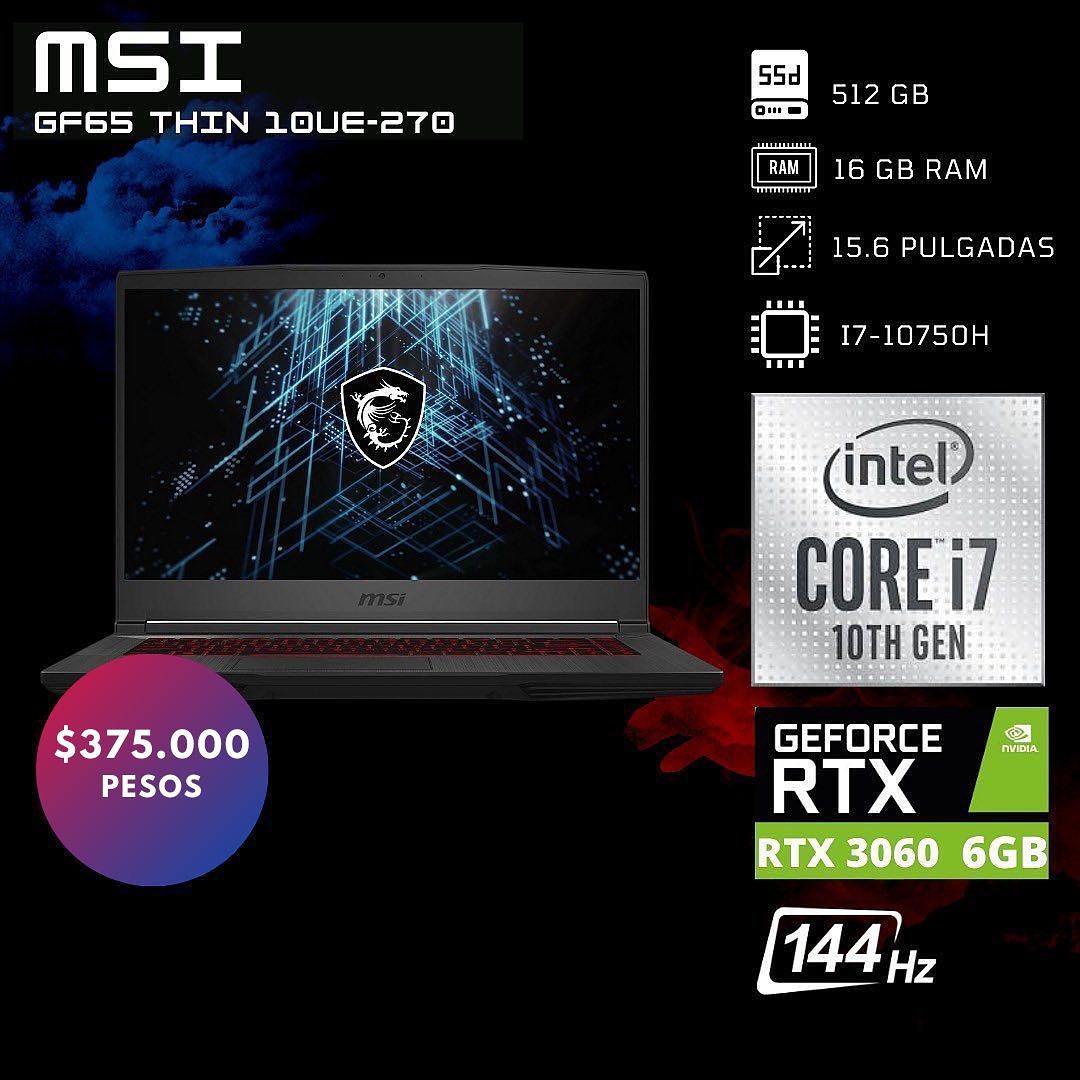 MSI
GF65 THIN 10UE-270
SSd
512 GB
RAM
16 GB RAM
15.6 PULGADAS
I7-10750H
intel®
CORE™ i7
10TH GEN
msi
$375.000
PESOS
GEFORCE
RTX
NVIDIA.
RTX 3060 6GB
144Hz